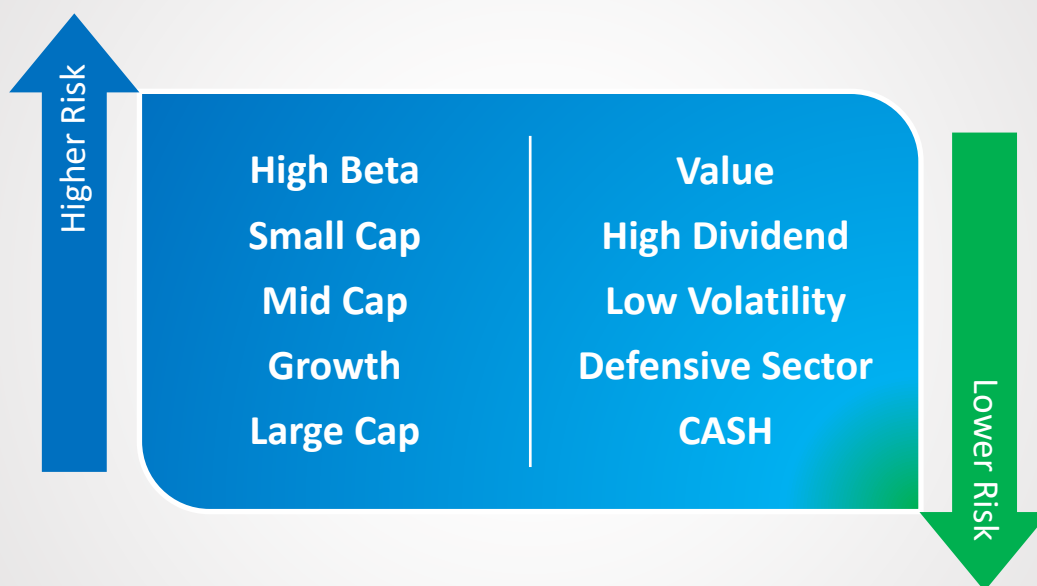 Higher Risk
High Beta
Small Cap
Mid Cap
Growth
Large Cap
Value
High Dividend
Low Volatility
Defensive Sector
CASH
Lower Risk